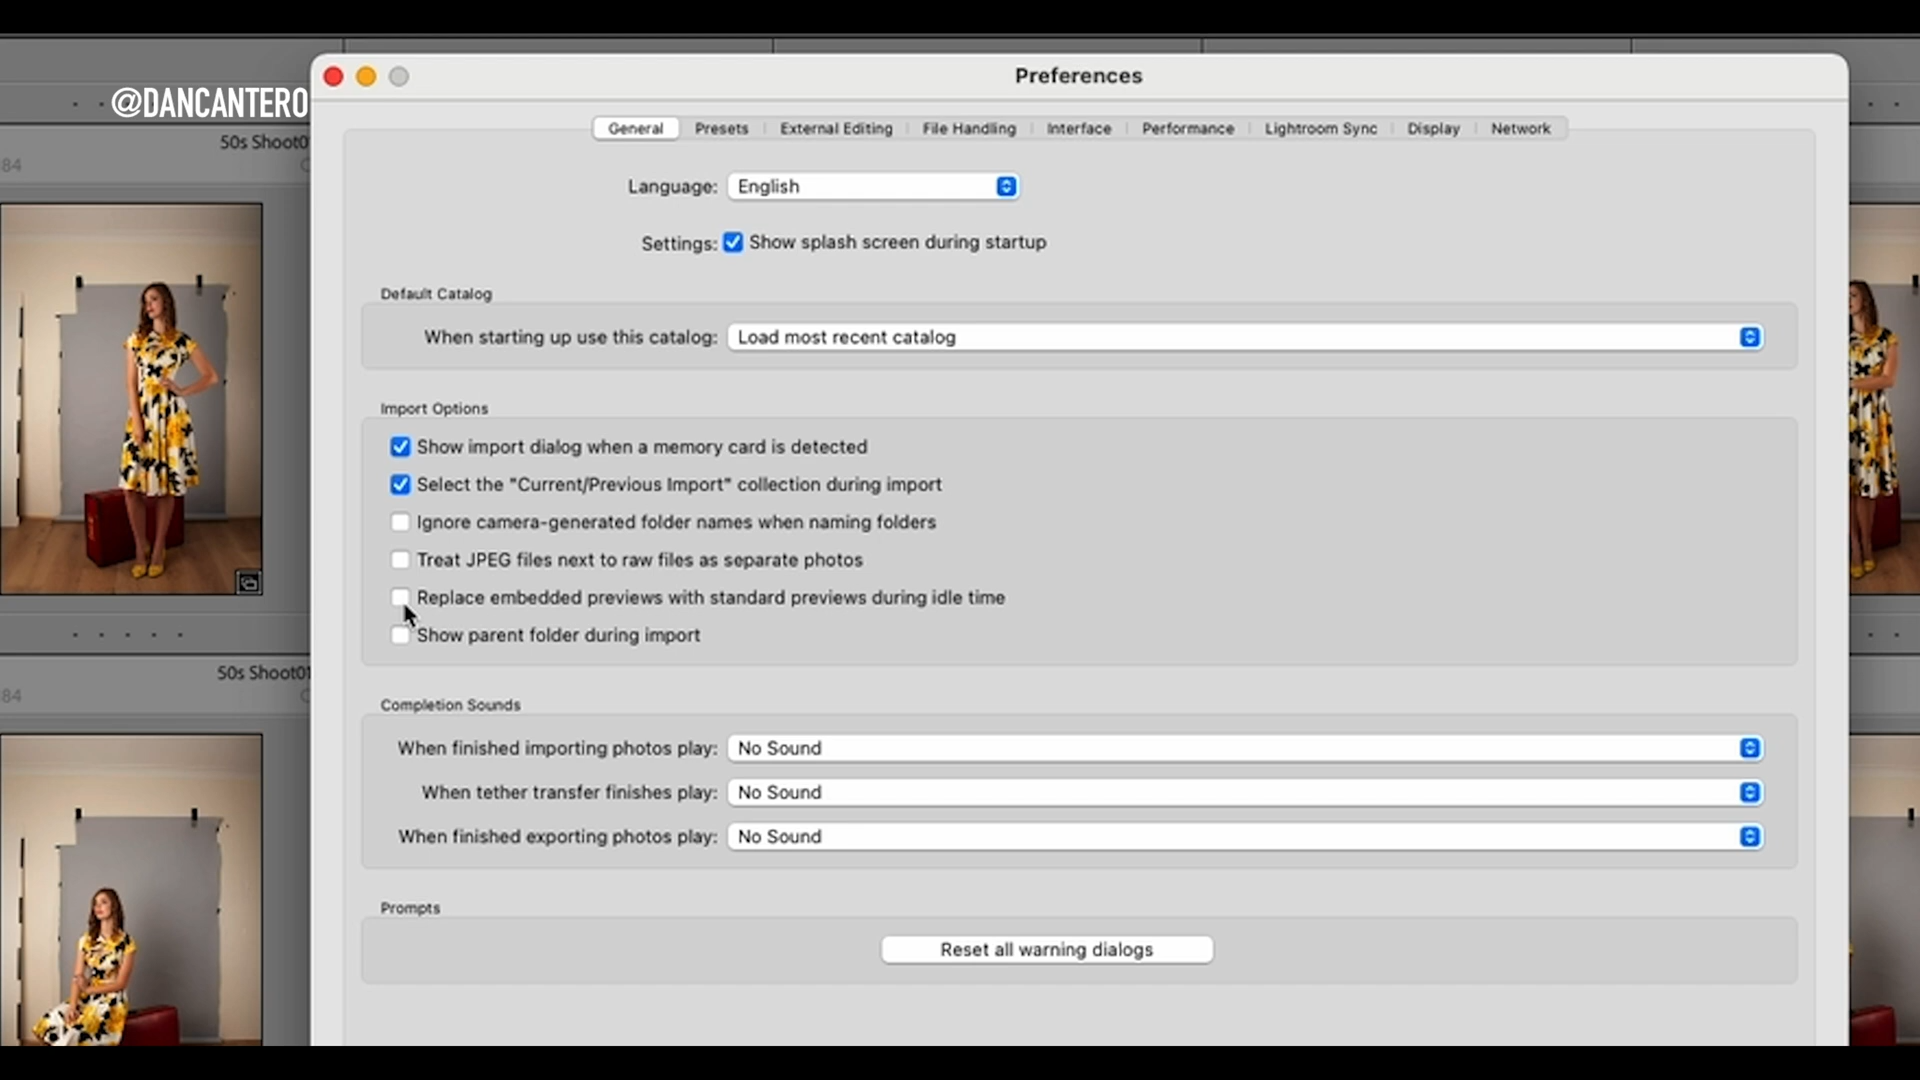 Preferences
@DANCANTERO
General Presets External Editing File Handling Interface Performance Lightroom Sync Display Network
50s Shoot0
84
Language: English
Settings: Show splash screen during startup
Default Catalog
When starting up use this catalog: Load most recent catalog
Import Options
Show import dialog when a memory card is detected
Select the "Current/Previous Import" collection during import
Ignore camera-generated folder names when naming folders
Treat JPEG files next to raw files as separate photos
Replace embedded previews with standard previews during idle time
Show parent folder during import
50s Shoot01
84
Completion Sounds
When finished importing photos play: No Sound
When tether transfer finishes play: No Sound
When finished exporting photos play: No Sound
Prompts
Reset all warning dialogs